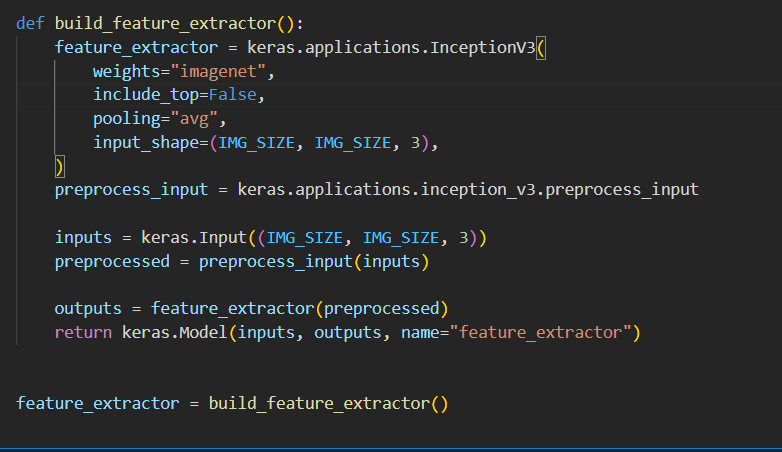 def build_feature_extractor():
    feature_extractor = keras.applications.InceptionV3(
        weights="imagenet",
        include_top=False,
        pooling="avg",
        input_shape=(IMG_SIZE, IMG_SIZE, 3),
    )
    preprocess_input = keras.applications.inception_v3.preprocess_input

    inputs = keras.Input((IMG_SIZE, IMG_SIZE, 3))
    preprocessed = preprocess_input(inputs)

    outputs = feature_extractor(preprocessed)
    return keras.Model(inputs, outputs, name="feature_extractor")


feature_extractor = build_feature_extractor()